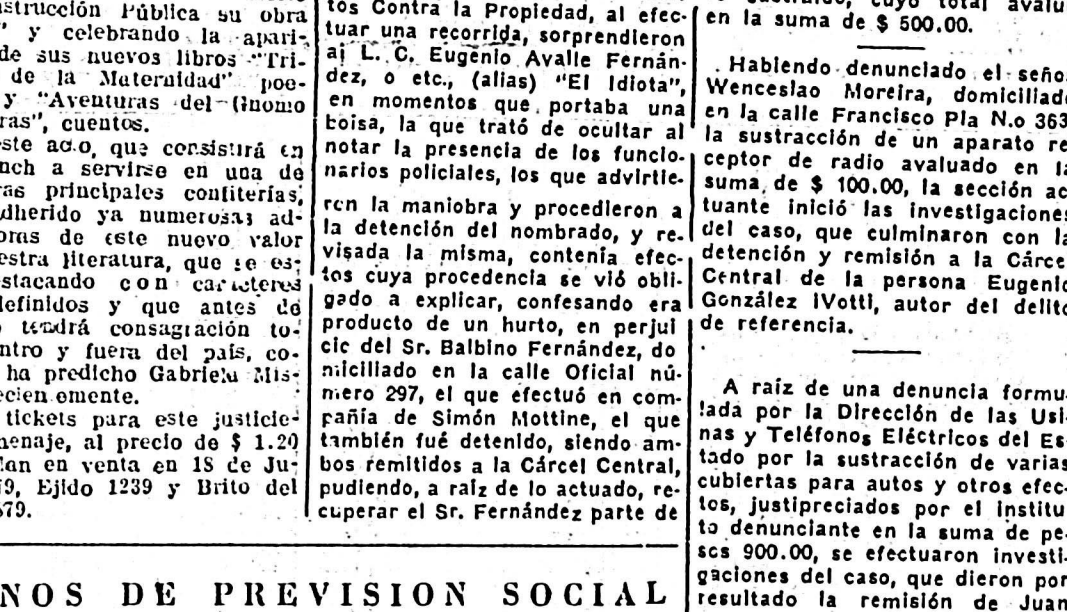 strucción Pública su obra
" y celebrando la apari-
de sus nuevos libros "Tri-
de la Maternidad" poe-
y "Aventuras del Gnomo
ras", cuentos.
ste acto, que consistirá en
nch a servirse en una de
as principales confiterías,
dherido ya numerosas ad-
oras de este nuevo valor
estra literatura, que se es-
stacando con caracteres
definidos y que antes de
tendrá consagración to-
ntro y fuera del país, co-
ha predicho Gabriela Mis-
ecien emente.
tickets para este justicie-
menaje, al precio de $ 1.20
lan en venta en 18 de Ju-
Ejido 1239 y Brito del
879.
tos Contra la Propiedad, al efec-
tuar una recorrida, sorprendieron
al L. C. Eugenio Avalle Fernán-
dez, o etc., (alias) "El Idiota",
en momentos que portaba una
bolsa, la que trató de ocultar al
notar la presencia de los funcio-
narios policiales, los que advirtie-
ron la maniobra y procedieron a
la detención del nombrado, y re-
visada la misma, contenía efec-
tos cuya procedencia se vió obli-
gado a explicar, confesando era
producto de un hurto, en perjui
cio del Sr. Balbino Fernández, do
miciliado en la calle Oficial nú-
mero 297, el que efectuó en com-
pañía de Simón Mottine, el que
también fué detenido, siendo am-
bos remitidos a la Cárcel Central,
pudiendo, a raíz de lo actuado, re-
cuperar el Sr. Fernández parte de
cuyo total avalu
en la suma de $ 500.00.
Habiendo denunciado el seño
Wenceslao Moreira, domiciliad
en la calle Francisco Pla N.o 363
la sustracción de un aparato re
ceptor de radio avaluado en l
suma de $ 100.00, la sección ac
tuante inició las investigaciones
del caso, que culminaron con la
detención y remisión a la Cárce
Central de la persona Eugenio
González iVotti, autor del delito
de referencia.
A raíz de una denuncia formu
lada por la Dirección de las Usi-
nas y Teléfonos Eléctricos del Es-
tado por la sustracción de varias
cubiertas para autos y otros efec-
tos, justipreciados por el Institu
to denunciante en la suma de pe-
sos 900.00, se efectuaron investi-
gaciones del caso, que dieron por
resultado la remisión de Juan
NOS DE PREVISION SOCIAL